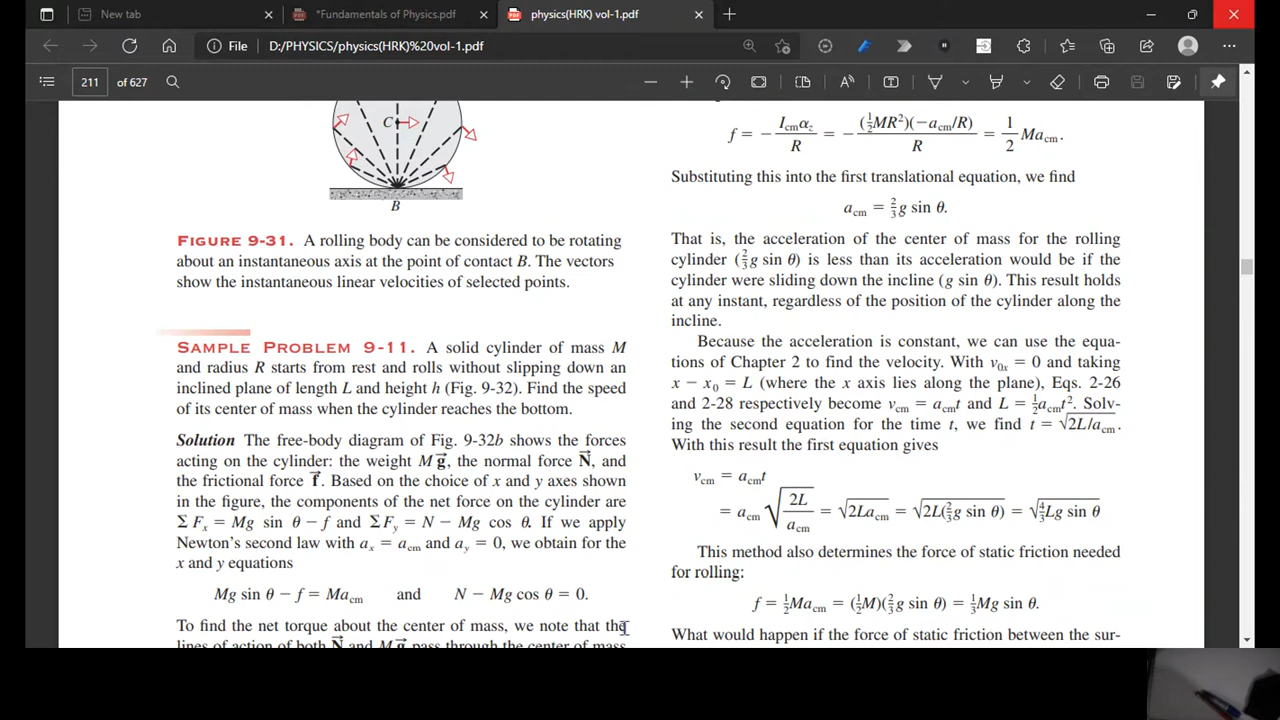 New tab
*Fundamentals of Physics.pdf
physics(HRK) vol-1.pdf
File
D:/PHYSICS/physics(HRK)%20vol-1.pdf
211
of 627
C
B
FIGURE 9-31. A rolling body can be considered to be rotating
about an instantaneous axis at the point of contact B. The vectors
show the instantaneous linear velocities of selected points.
SAMPLE PROBLEM 9-11. A solid cylinder of mass M
and radius R starts from rest and rolls without slipping down an
inclined plane of length L and height h (Fig. 9-32). Find the speed
of its center of mass when the cylinder reaches the bottom.
Solution The free-body diagram of Fig. 9-32b shows the forces
acting on the cylinder: the weight Mg⃗, the normal force N⃗, and
the frictional force f⃗. Based on the choice of x and y axes shown
in the figure, the components of the net force on the cylinder are
ΣFx = Mg sin θ − f and ΣFy = N − Mg cos θ. If we apply
Newton's second law with ax = acm and ay = 0, we obtain for the
x and y equations
Mg sin θ − f = Macm and N − Mg cos θ = 0.
To find the net torque about the center of mass, we note that the
lines of action of both N⃗ and Mg⃗ pass through the center of mass
f = − Icmαz/R = − (½MR²)(−acm/R)/R = 1/2 Macm.
Substituting this into the first translational equation, we find
acm = ⅔g sin θ.
That is, the acceleration of the center of mass for the rolling
cylinder (⅔g sin θ) is less than its acceleration would be if the
cylinder were sliding down the incline (g sin θ). This result holds
at any instant, regardless of the position of the cylinder along the
incline.
Because the acceleration is constant, we can use the equa-
tions of Chapter 2 to find the velocity. With v0x = 0 and taking
x − x0 = L (where the x axis lies along the plane), Eqs. 2-26
and 2-28 respectively become vcm = acmt and L = ½acmt². Solv-
ing the second equation for the time t, we find t = √2L/acm.
With this result the first equation gives
vcm = acmt
= acm √(2L/acm) = √2Lacm = √2L(⅔g sin θ) = √4/3Lg sin θ
This method also determines the force of static friction needed
for rolling:
f = ½Macm = (½M)(⅔g sin θ) = ⅓Mg sin θ.
What would happen if the force of static friction between the sur-